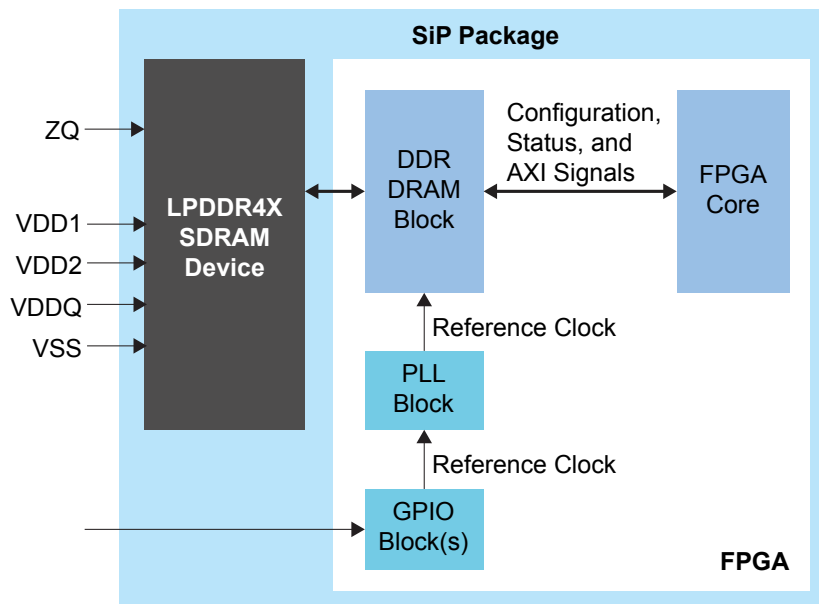 SiP Package
ZQ
VDD1
VDD2
VDDQ
VSS
LPDDR4X
SDRAM
Device
DDR
DRAM
Block
Configuration,
Status, and
AXI Signals
FPGA
Core
Reference Clock
PLL
Block
Reference Clock
GPIO
Block(s)
FPGA